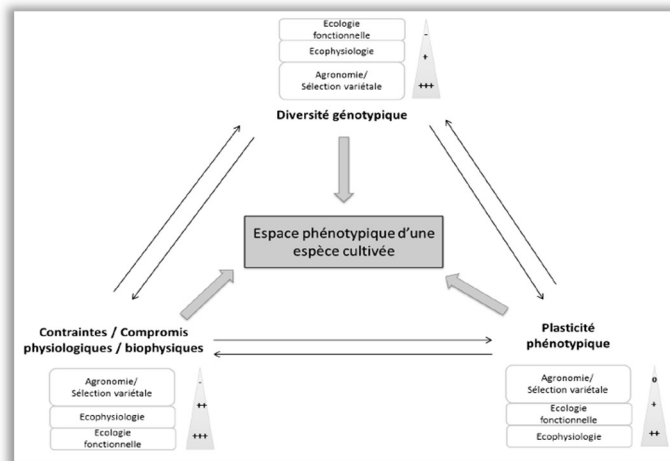 Ecologie
fonctionnelle
-
Ecophysiologie
+
Agronomie/
Sélection variétale
+++
Diversité génotypique
Espace phénotypique d'une
espèce cultivée
Contraintes / Compromis
physiologiques / biophysiques
Agronomie/
Sélection variétale
-
Ecophysiologie
++
Ecologie
fonctionnelle
+++
Plasticité
phénotypique
Agronomie/
Sélection variétale
o
Ecologie
fonctionnelle
+
Ecophysiologie
++